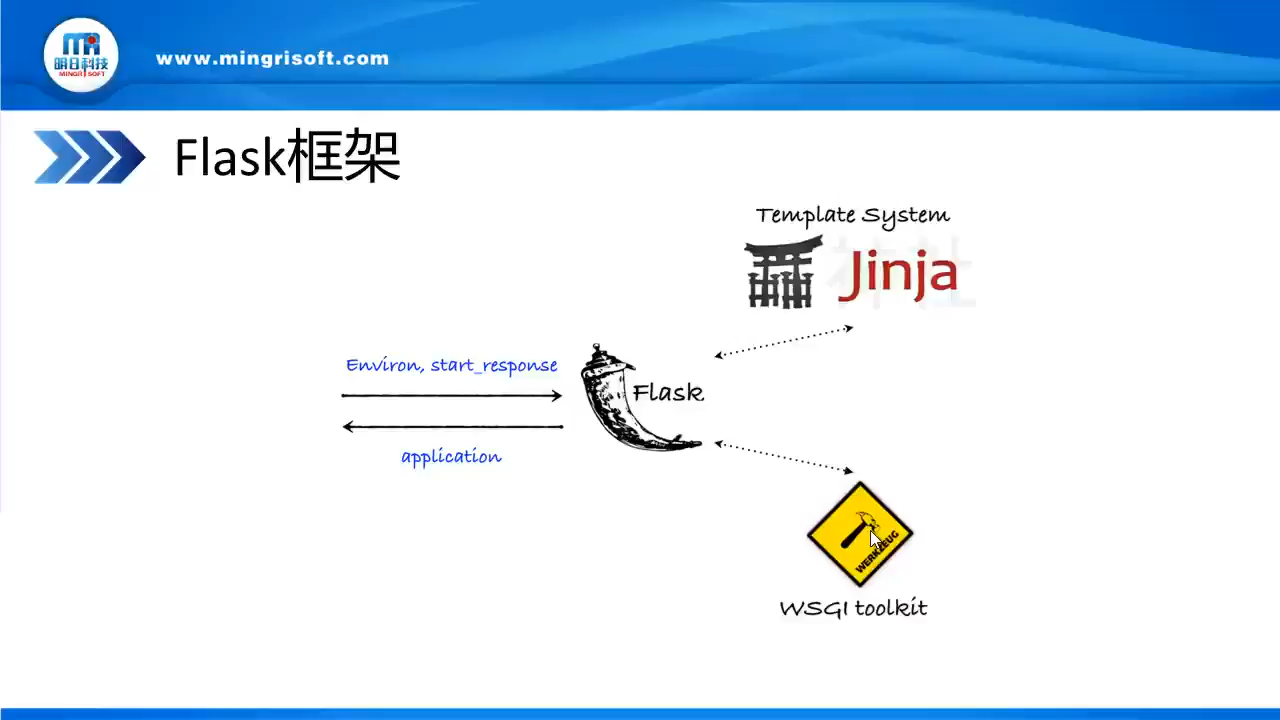 明日科技
MINGRISOFT
www.mingrisoft.com
Flask框架
Template System
Jinja
Environ, start_response
Flask
application
WERKZEUG
WSGI toolkit